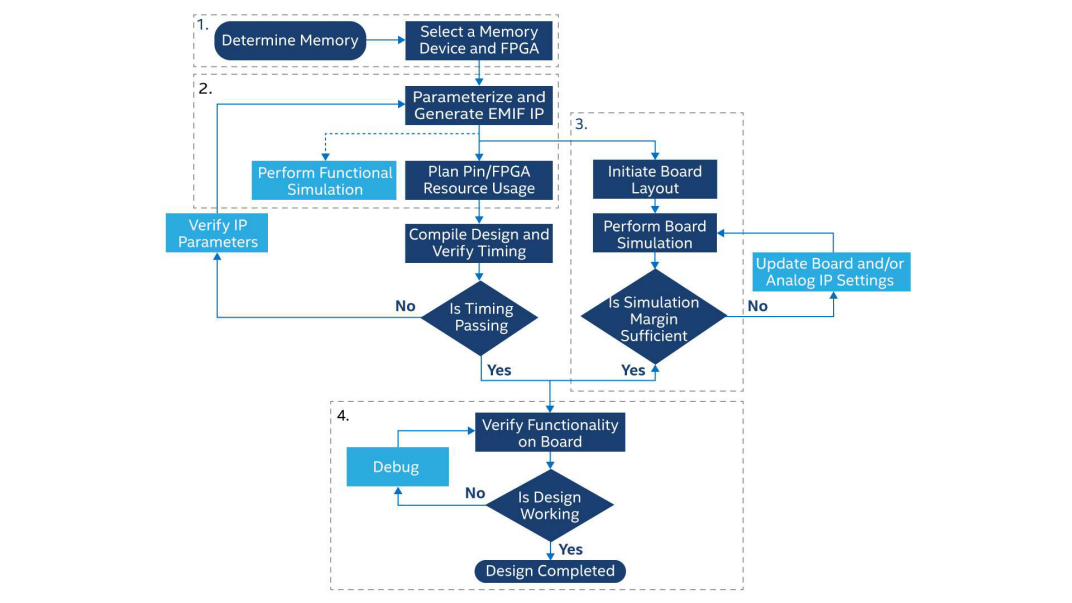 1.
Determine Memory
Select a Memory
Device and FPGA
2.
Parameterize and
Generate EMIF IP
3.
Perform Functional
Simulation
Plan Pin/FPGA
Resource Usage
Initiate Board
Layout
Verify IP
Parameters
Compile Design and
Verify Timing
Perform Board
Simulation
Update Board and/or
Analog IP Settings
No
Is Timing
Passing
Is Simulation
Margin
Sufficient
No
Yes
Yes
4.
Verify Functionality
on Board
Debug
No
Is Design
Working
Yes
Design Completed